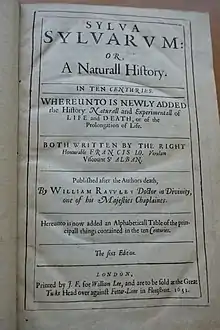 SYLVA
SYLVARVM:
OR,
A Naturall History.
IN TEN CENTURIES.
WHEREUNTO IS NEWLY ADDED
the History Naturall and Experimentall of
LIFE and DEATH, or of the
Prolongation of Life.
BOTH WRITTEN BY THE RIGHT
Honourable FRANCIS LO. Verulam
Viscount St ALBAN.
Published after the Authors death,
By WILLIAM RAWLEY Doctor in Divinity,
one of his Majesties Chaplaines.
Hereunto is now added an Alphabeticall Table of the principall
things contained in the ten Centuries.
The Edition.
LONDON,
Printed by J. F. for William Lee, and are to be sold at the Great
Turks Head over against Fetter-Lane in Fleetstreet. 1651.